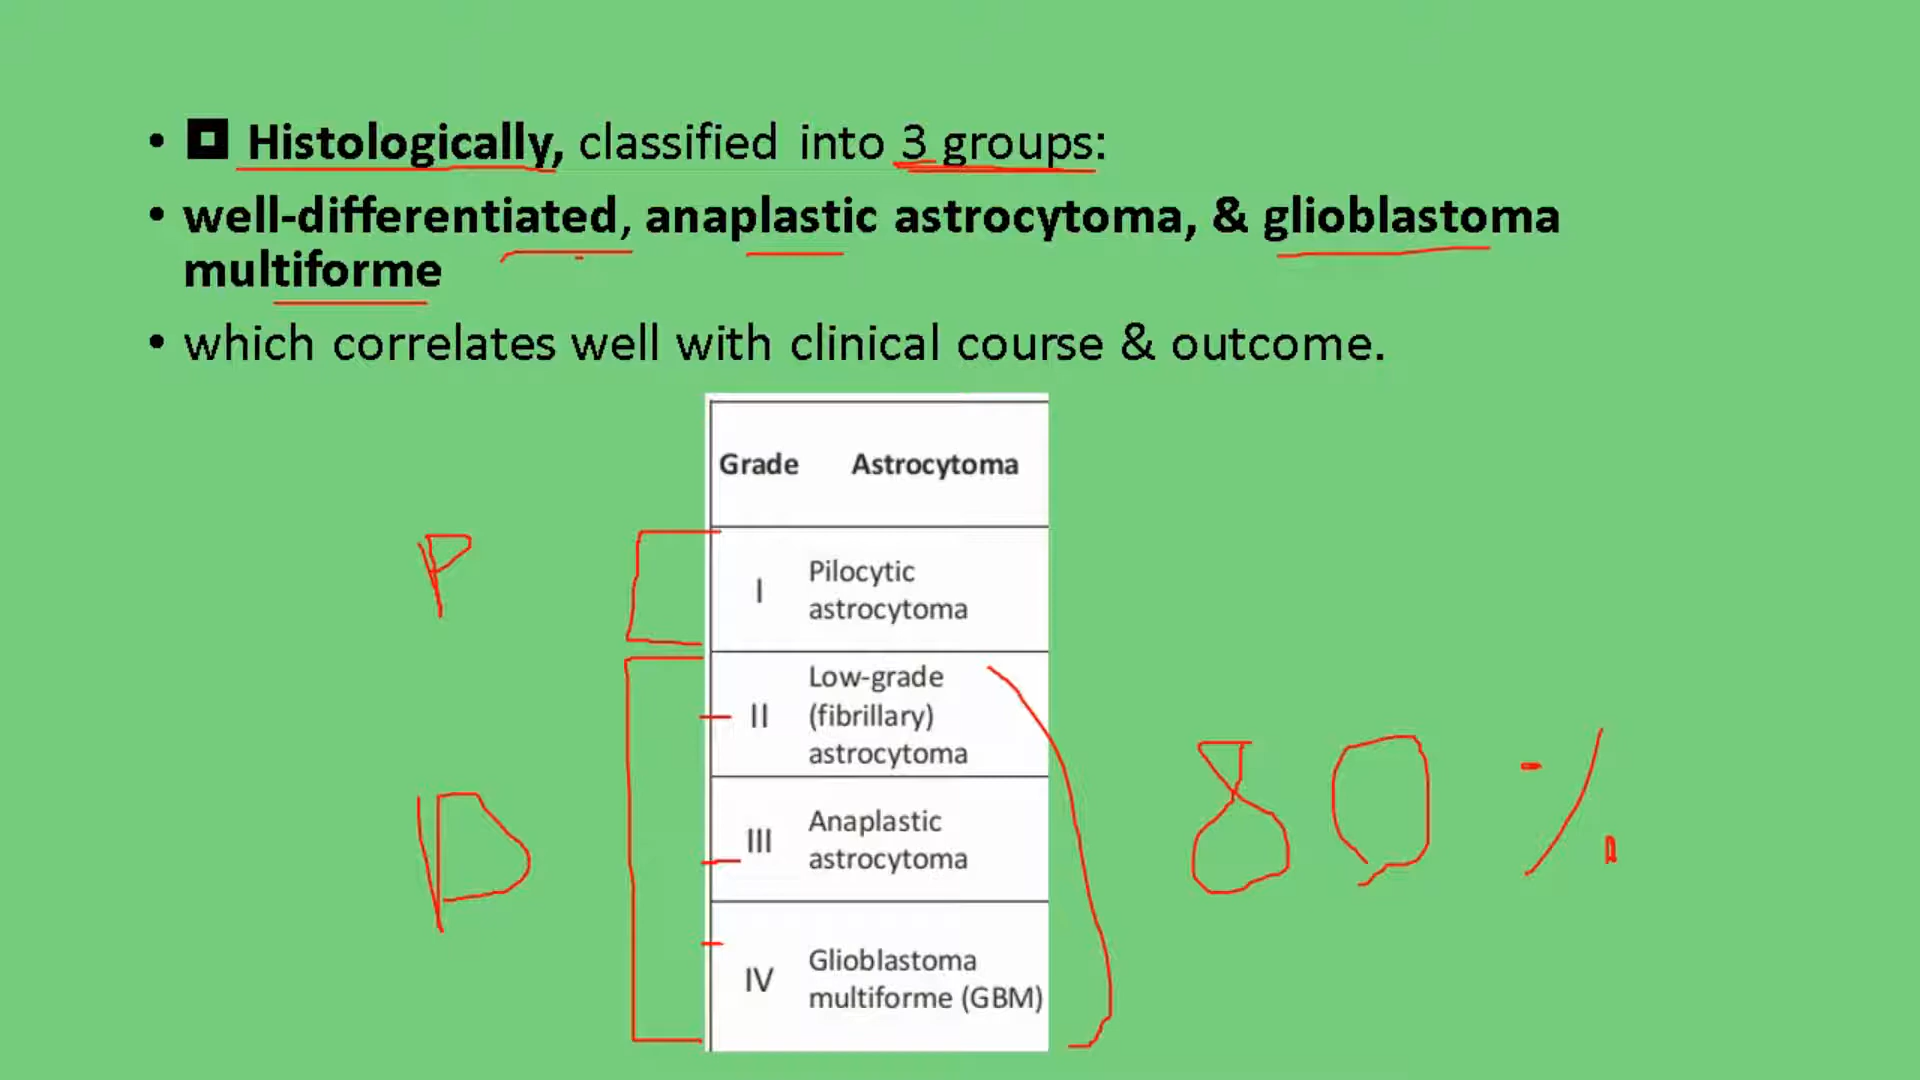 • Histologically, classified into 3 groups:
• well-differentiated, anaplastic astrocytoma, & glioblastoma
multiforme
• which correlates well with clinical course & outcome.
Grade Astrocytoma
P
I Pilocytic
astrocytoma
II Low-grade
(fibrillary)
astrocytoma
D
III Anaplastic
astrocytoma
80 %
IV Glioblastoma
multiforme (GBM)